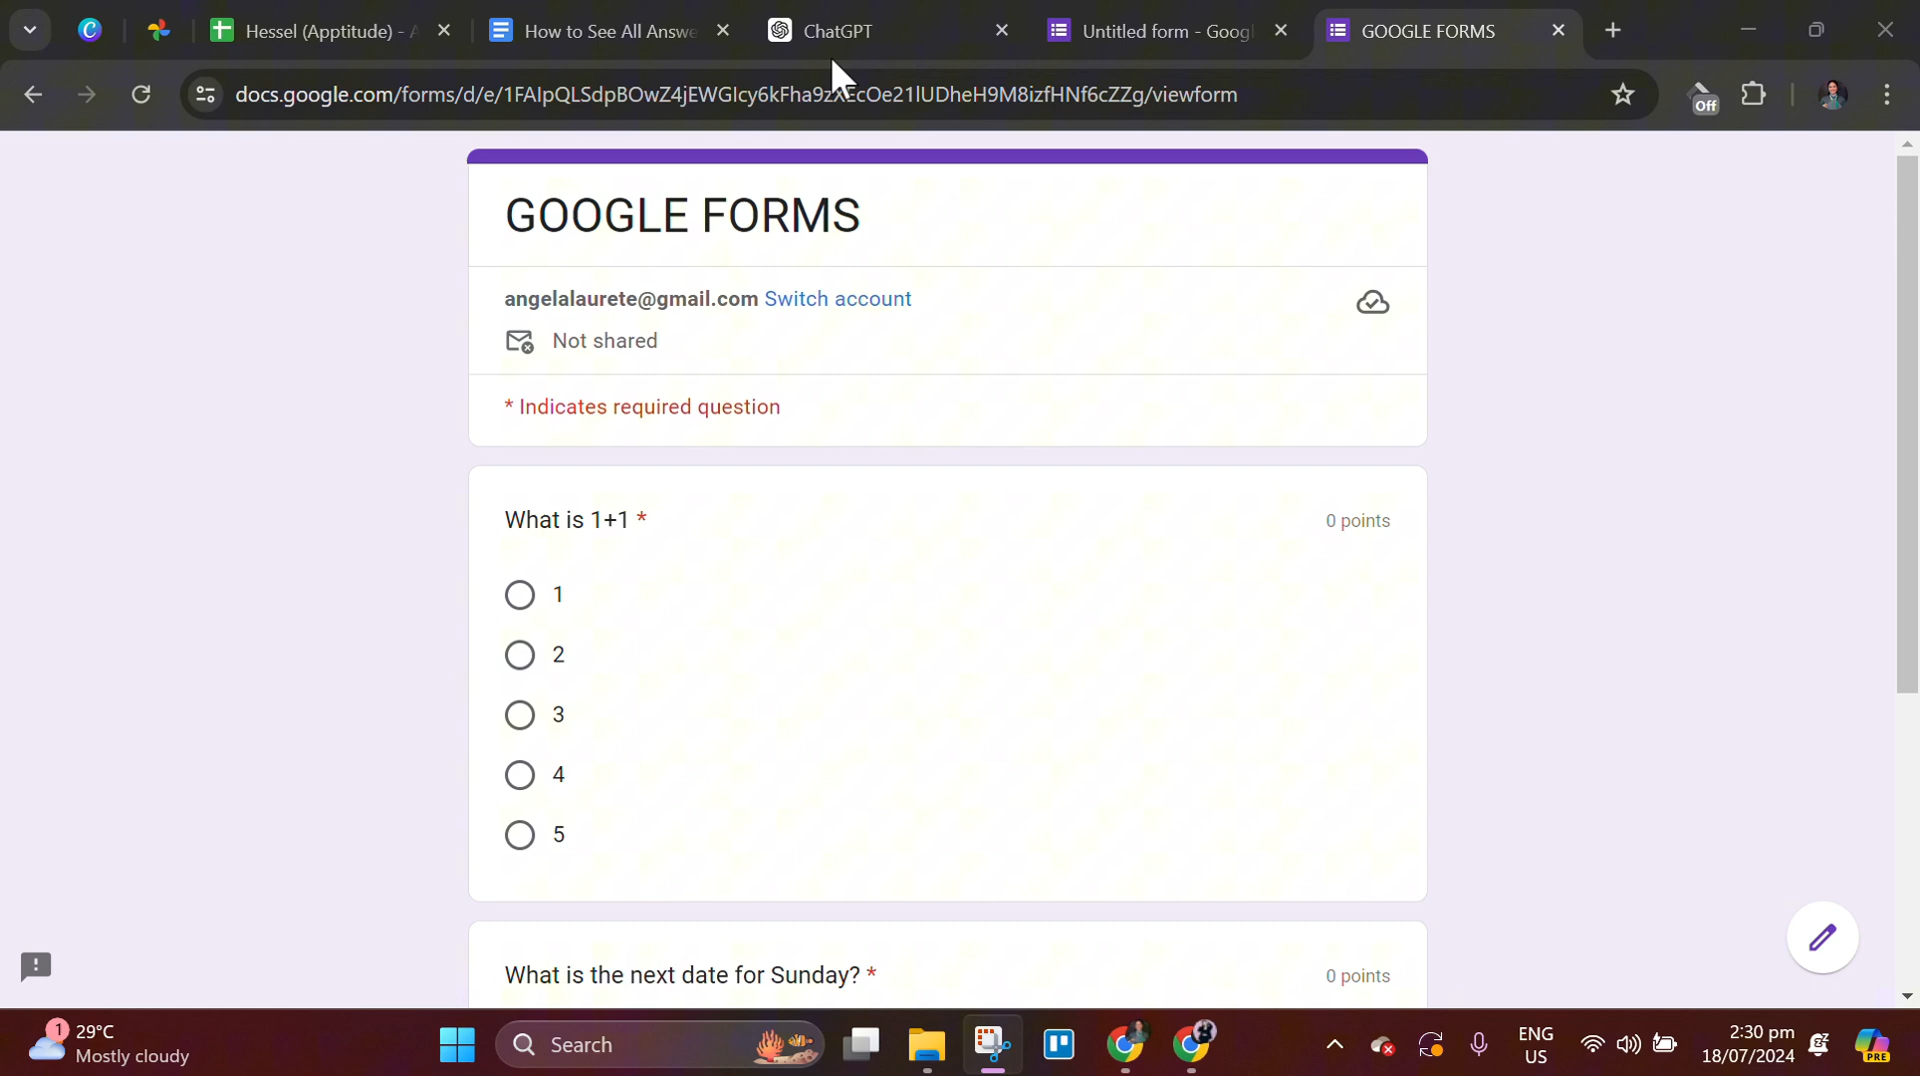 Hessel (Apptitude) - A
How to See All Answe
ChatGPT
Untitled form - Googl
GOOGLE FORMS
docs.google.com/forms/d/e/1FAIpQLSdpBOwZ4jEWGIcy6kFha9zXEcOe21lUDheH9M8izfHNf6cZZg/viewform
Off
GOOGLE FORMS
angelalaurete@gmail.com Switch account
Not shared
* Indicates required question
What is 1+1 *
0 points
1
2
3
4
5
What is the next date for Sunday? *
0 points
1
29°C
Mostly cloudy
Search
ENG
US
2:30 pm
18/07/2024
PRE